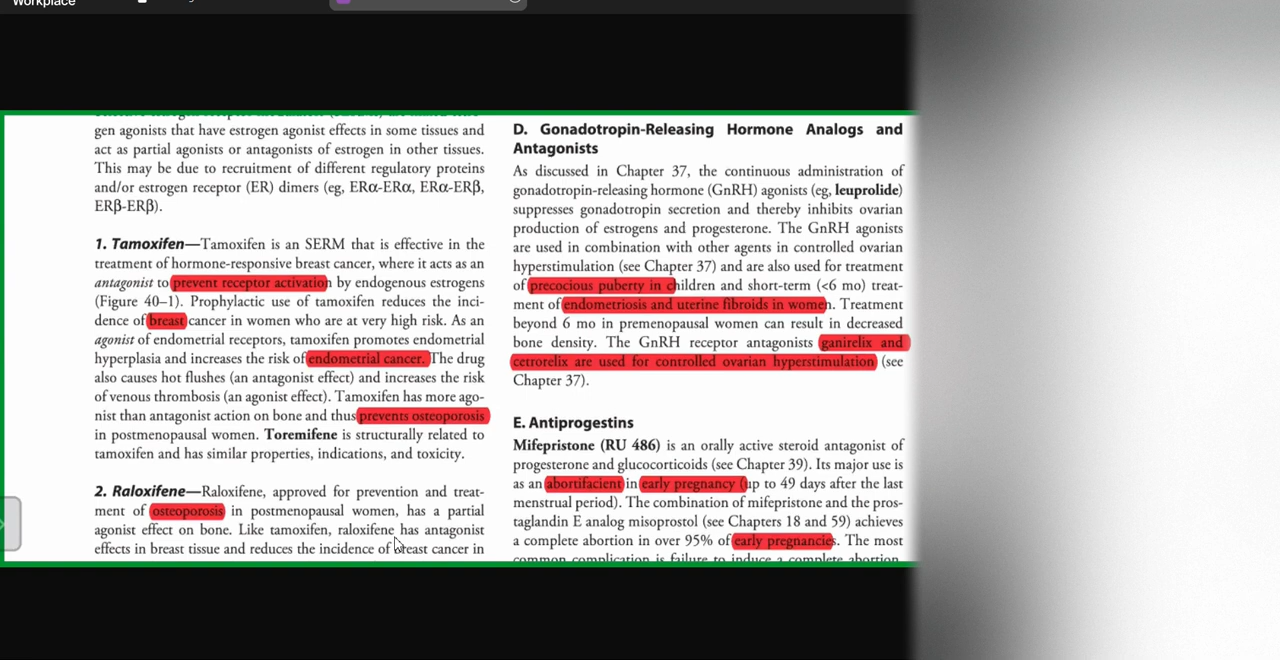 Workplace
gen agonists that have estrogen agonist effects in some tissues and
act as partial agonists or antagonists of estrogen in other tissues.
This may be due to recruitment of different regulatory proteins
and/or estrogen receptor (ER) dimers (eg, ERα-ERα, ERα-ERβ,
ERβ-ERβ).
1. Tamoxifen—Tamoxifen is an SERM that is effective in the
treatment of hormone-responsive breast cancer, where it acts as an
antagonist to prevent receptor activation by endogenous estrogens
(Figure 40–1). Prophylactic use of tamoxifen reduces the inci-
dence of breast cancer in women who are at very high risk. As an
agonist of endometrial receptors, tamoxifen promotes endometrial
hyperplasia and increases the risk of endometrial cancer. The drug
also causes hot flushes (an antagonist effect) and increases the risk
of venous thrombosis (an agonist effect). Tamoxifen has more ago-
nist than antagonist action on bone and thus prevents osteoporosis
in postmenopausal women. Toremifene is structurally related to
tamoxifen and has similar properties, indications, and toxicity.
2. Raloxifene—Raloxifene, approved for prevention and treat-
ment of osteoporosis in postmenopausal women, has a partial
agonist effect on bone. Like tamoxifen, raloxifene has antagonist
effects in breast tissue and reduces the incidence of breast cancer in
D. Gonadotropin-Releasing Hormone Analogs and
Antagonists
As discussed in Chapter 37, the continuous administration of
gonadotropin-releasing hormone (GnRH) agonists (eg, leuprolide)
suppresses gonadotropin secretion and thereby inhibits ovarian
production of estrogens and progesterone. The GnRH agonists
are used in combination with other agents in controlled ovarian
hyperstimulation (see Chapter 37) and are also used for treatment
of precocious puberty in children and short-term (<6 mo) treat-
ment of endometriosis and uterine fibroids in women. Treatment
beyond 6 mo in premenopausal women can result in decreased
bone density. The GnRH receptor antagonists ganirelix and
cetrorelix are used for controlled ovarian hyperstimulation (see
Chapter 37).
E. Antiprogestins
Mifepristone (RU 486) is an orally active steroid antagonist of
progesterone and glucocorticoids (see Chapter 39). Its major use is
as an abortifacient in early pregnancy (up to 49 days after the last
menstrual period). The combination of mifepristone and the pros-
taglandin E analog misoprostol (see Chapters 18 and 59) achieves
a complete abortion in over 95% of early pregnancies. The most
common complication is failure to induce a complete abortion.